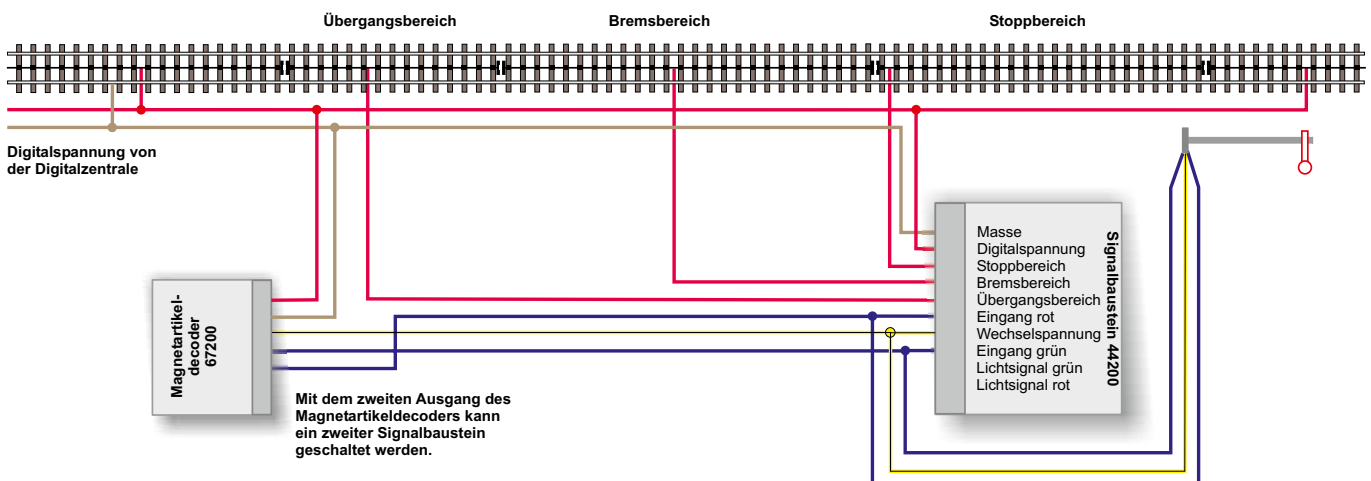 Übergangsbereich
Bremsbereich
Stoppbereich
Digitalspannung von
der Digitalzentrale
Magnetartikel-
decoder
67200
Mit dem zweiten Ausgang des
Magnetartikeldecoders kann
ein zweiter Signalbaustein
geschaltet werden.
Masse
Digitalspannung
Stoppbereich
Bremsbereich
Übergangsbereich
Eingang rot
Wechselspannung
Eingang grün
Lichtsignal grün
Lichtsignal rot
Signalbaustein 44200